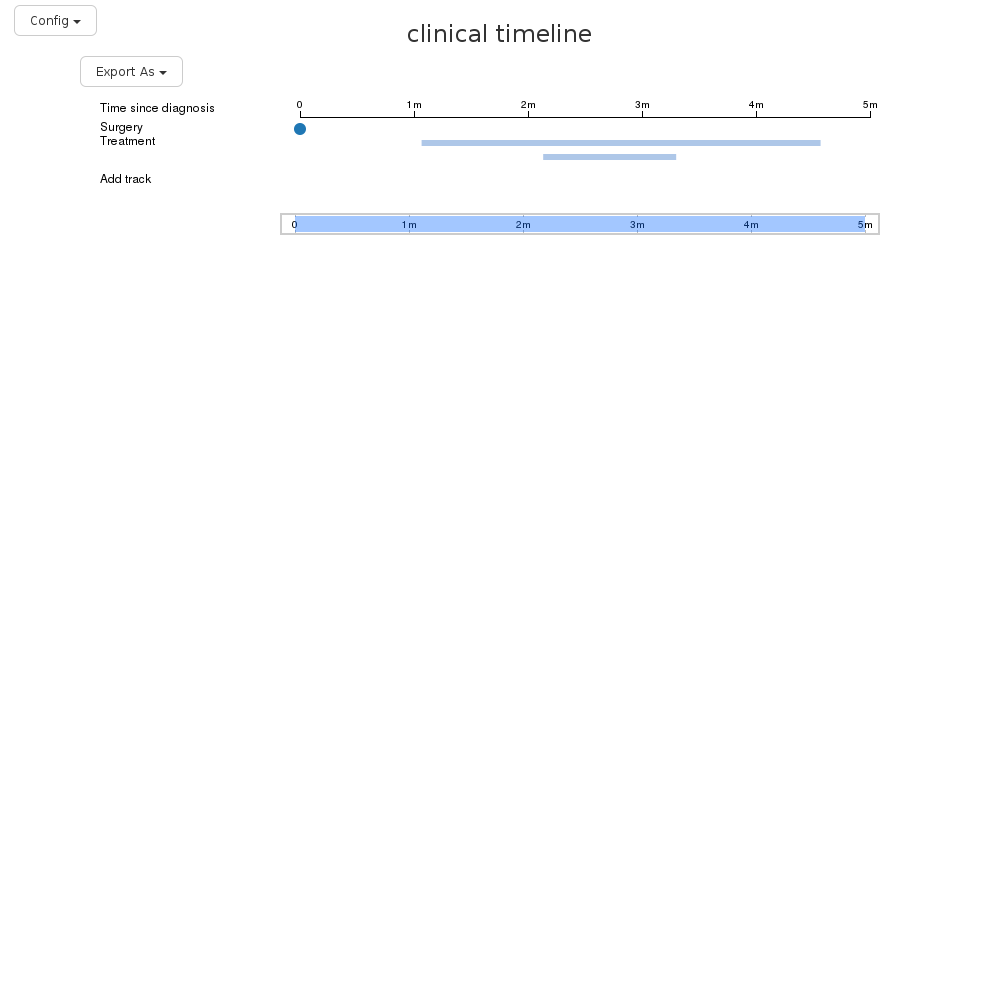 Config
clinical timeline
Export As
Time since diagnosis
0 1m 2m 3m 4m 5m
Surgery
Treatment
Add track
0 1m 2m 3m 4m 5m